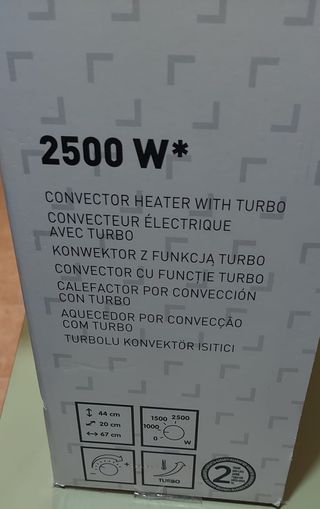 2500 W*
CONVECTOR HEATER WITH TURBO
CONVECTEUR ÉLECTRIQUE
AVEC TURBO
KONWEKTOR Z FUNKCJĄ TURBO
CONVECTOR CU FUNCȚIE TURBO
CALEFACTOR POR CONVECCIÓN
CON TURBO
AQUECEDOR POR CONVECÇÃO
COM TURBO
TURBOLU KONVEKTÖR ISITICI
44 cm
20 cm
67 cm
1500 2500
1000
0
W
TURBO
2